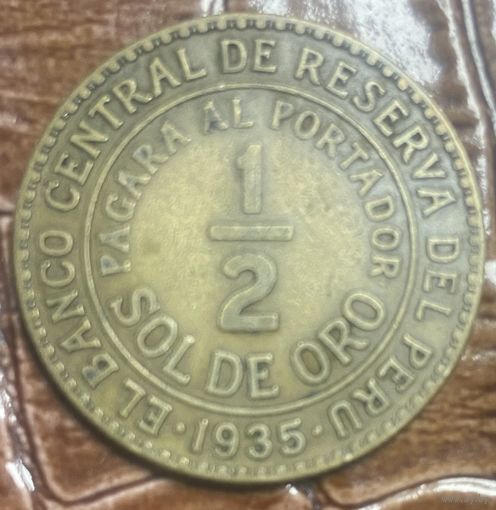 EL BANCO CENTRAL DE RESERVA DEL PERU
·1935·
PAGARA AL PORTADOR
1/2
SOL DE ORO